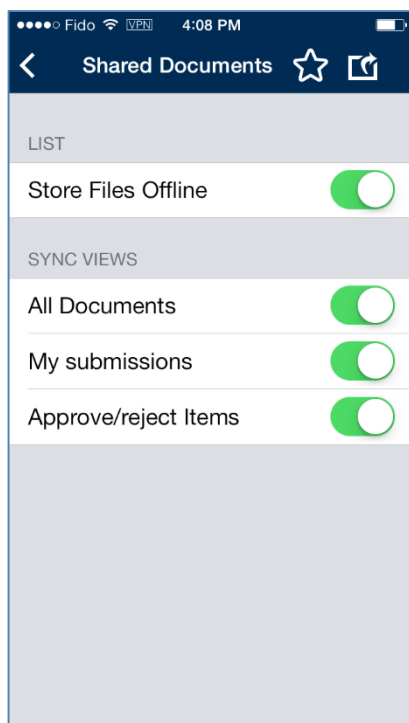 Fido VPN 4:08 PM
Shared Documents
LIST
Store Files Offline
SYNC VIEWS
All Documents
My submissions
Approve/reject Items